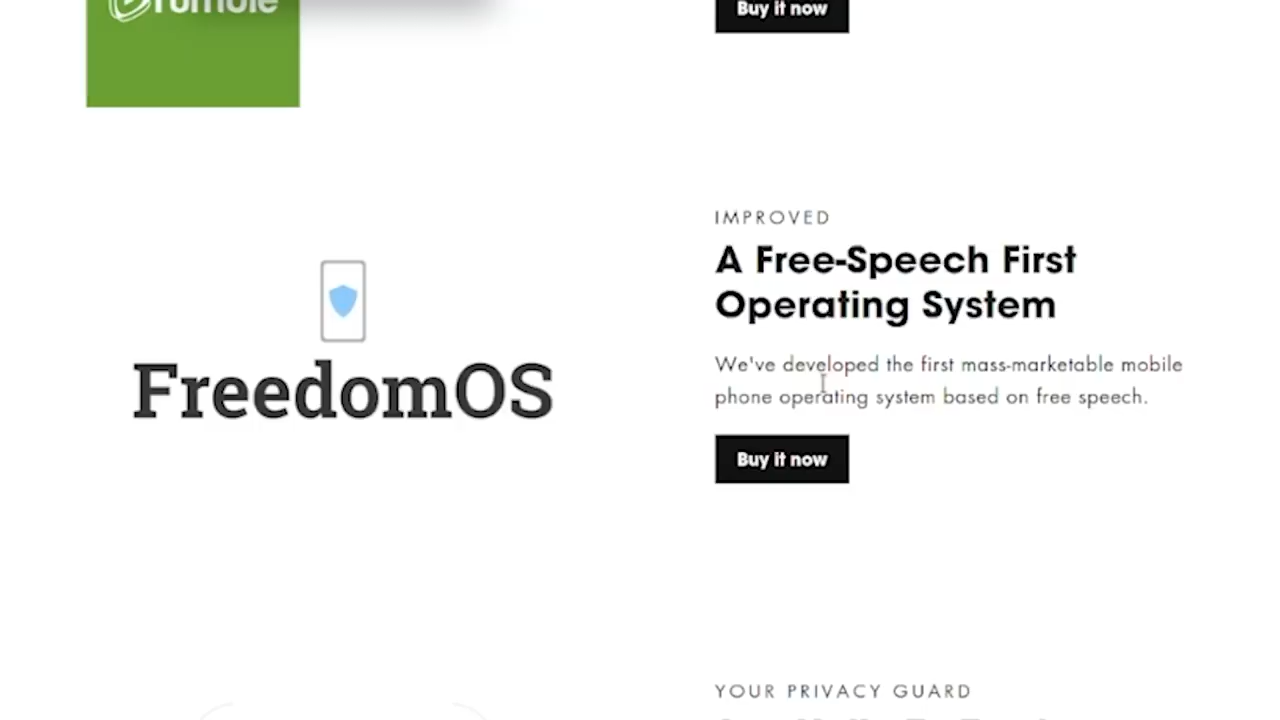 rumble
Buy it now
IMPROVED
A Free-Speech First
Operating System
We've developed the first mass-marketable mobile
phone operating system based on free speech.
Buy it now
FreedomOS
YOUR PRIVACY GUARD